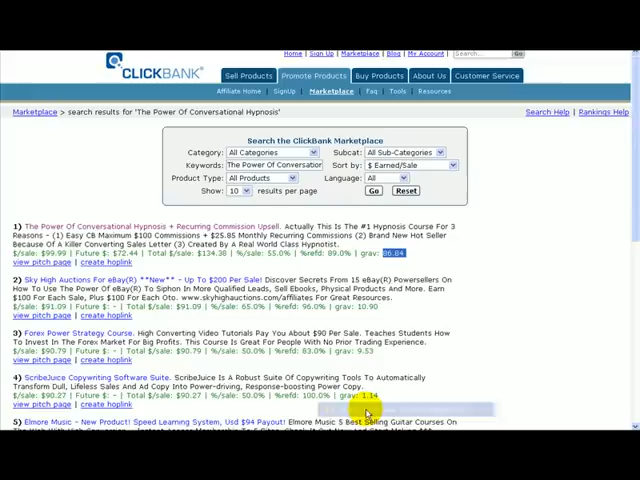 Home | Sign Up | Marketplace | Blog | My Account Search... Go
CLICKBANK®
Sell Products Promote Products Buy Products About Us Customer Service
Affiliate Home | SignUp | Marketplace | Faq | Tools | Resources
Marketplace > search results for 'The Power Of Conversational Hypnosis'
Search Help | Rankings Help
Search the ClickBank Marketplace
Category: All Categories Subcat: All Sub-Categories
Keywords: The Power Of Conversation Sort by: $ Earned/Sale
Product Type: All Products Language: All
Show: 10 results per page Go Reset
1) The Power Of Conversational Hypnosis + Recurring Commission Upsell. Actually This Is The #1 Hypnosis Course For 3
Reasons - (1) Easy CB Maximum $100 Commissions + $25.85 Monthly Recurring Commissions (2) Brand New Hot Seller
Because Of A Killer Converting Sales Letter (3) Created By A Real World Class Hypnotist.
$/sale: $99.99 | Future $: $72.44 | Total $/sale: $134.38 | %/sale: 55.0% | %refd: 89.0% | grav: 86.84
view pitch page | create hoplink
2) Sky High Auctions For eBay(R) **New** - Up To $200 Per Sale! Discover Secrets From 15 eBay(R) Powersellers On
How To Use The Power Of eBay(R) To Siphon In More Qualified Leads, Sell Ebooks, Physical Products And More. Earn
$100 For Each Sale, Plus $100 For Each Oto. www.skyhighauctions.com/affiliates For Great Resources.
$/sale: $91.09 | Future $: - | Total $/sale: $91.09 | %/sale: 65.0% | %refd: 96.0% | grav: 10.90
view pitch page | create hoplink
3) Forex Power Strategy Course. High Converting Video Tutorials Pay You About $90 Per Sale. Teaches Students How
To Invest In The Forex Market For Big Profits. This Course Is Great For People With No Prior Trading Experience.
$/sale: $90.79 | Future $: - | Total $/sale: $90.79 | %/sale: 50.0% | %refd: 83.0% | grav: 9.53
view pitch page | create hoplink
4) ScribeJuice Copywriting Software Suite. ScribeJuice Is A Robust Suite Of Copywriting Tools To Automatically
Transform Dull, Lifeless Sales And Ad Copy Into Power-driving, Response-boosting Power Copy.
$/sale: $90.27 | Future $: - | Total $/sale: $90.27 | %/sale: 50.0% | %refd: 100.0% | grav: 1.14
view pitch page | create hoplink
5) Elmore Music - New Product! Speed Learning System, Usd $94 Payout! Elmore Music 5 Best Selling Guitar Courses On